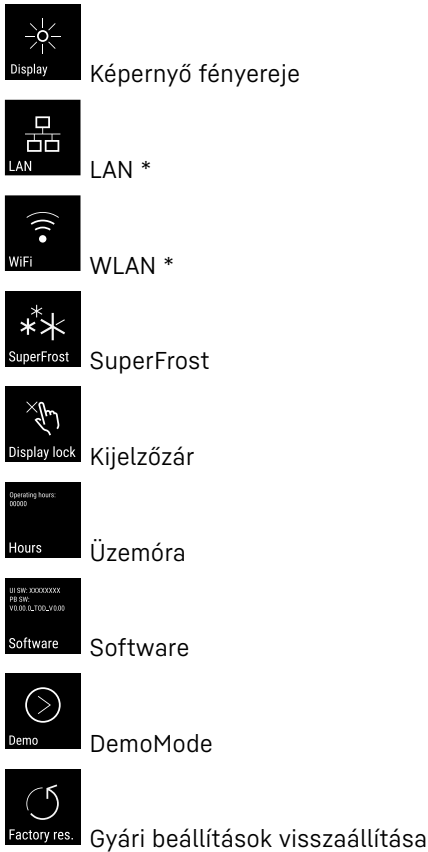 Display
Képernyő fényereje
LAN
LAN *
WiFi
WLAN *
SuperFrost
SuperFrost
Display lock
Kijelzőzár
Operating hours:
00000
Hours
Üzemóra
UI SW: XXXXXXXX
PB SW:
V0.00.0_TOD_V0.00
Software
Software
Demo
DemoMode
Factory res.
Gyári beállítások visszaállítása